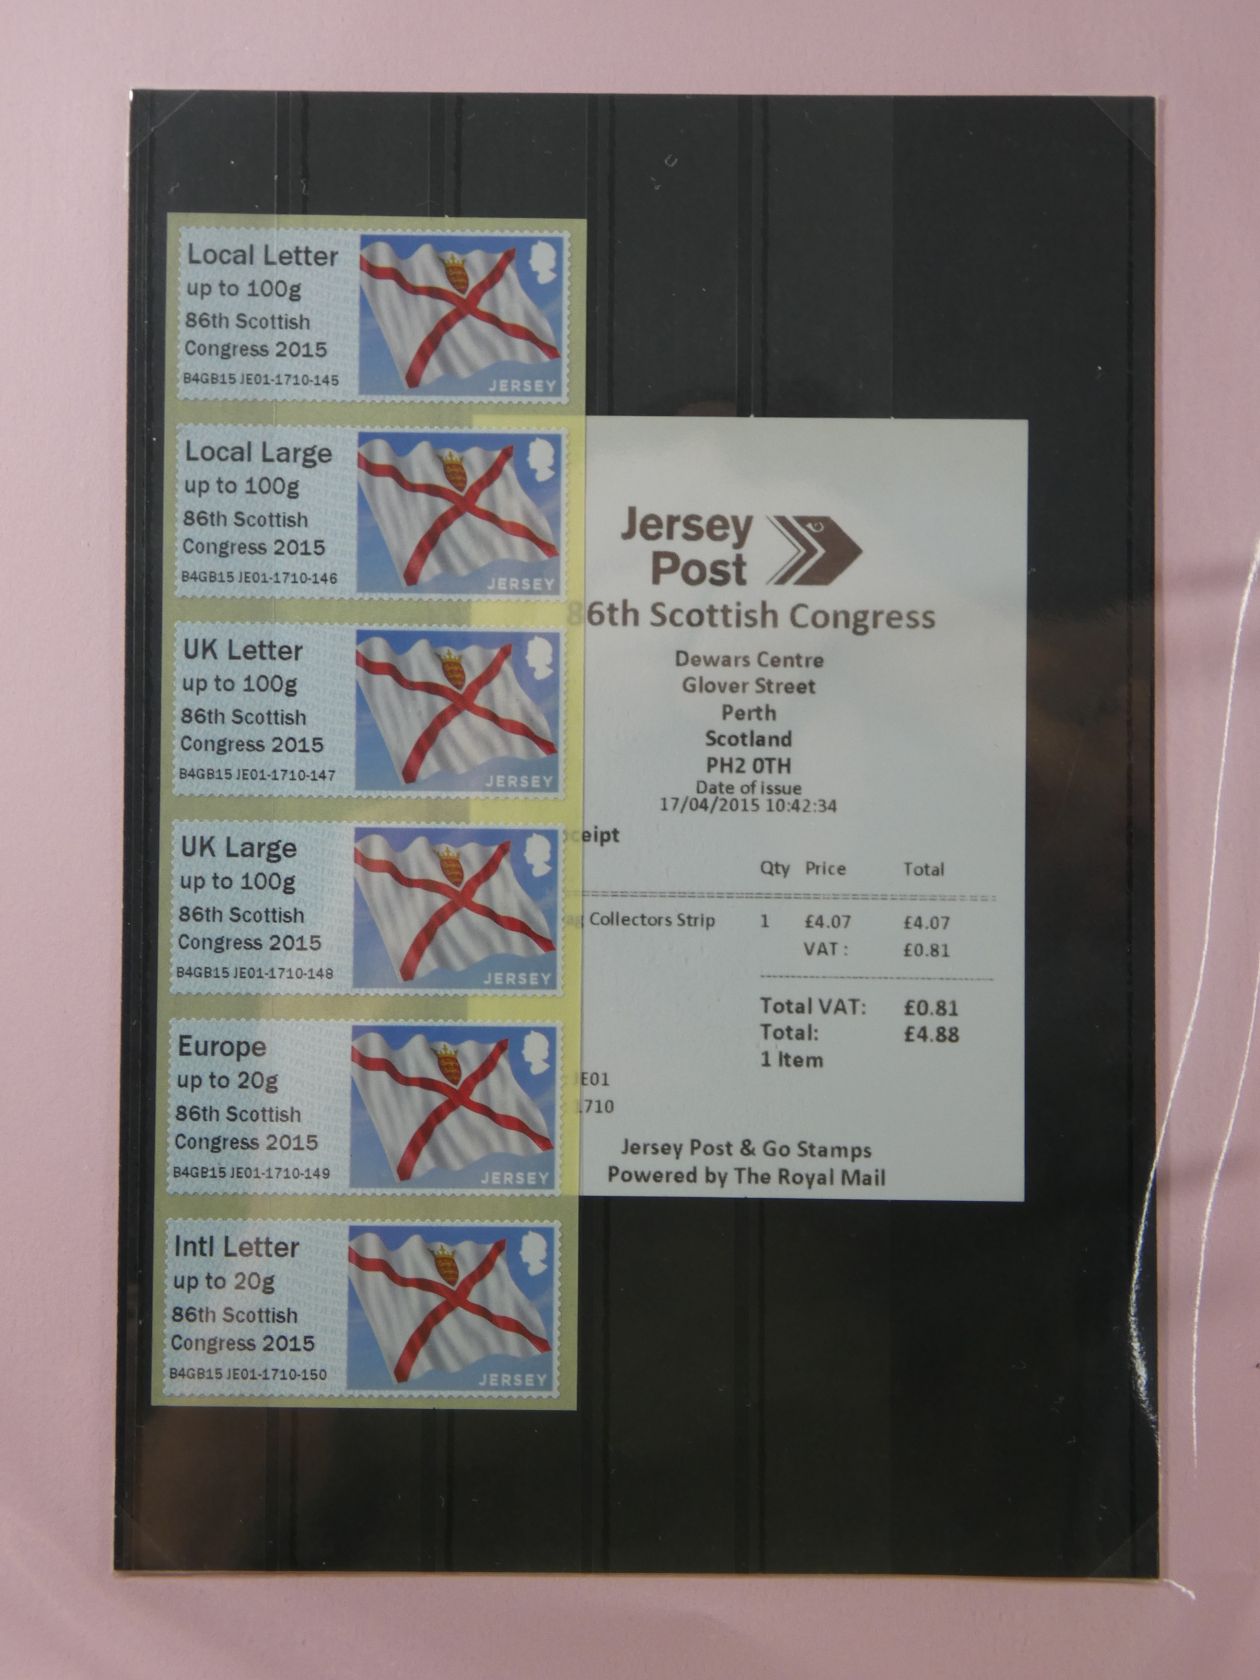 Local Letter
up to 100g
86th Scottish
Congress 2015
B4GB15 JE01-1710-145
JERSEY
Local Large
up to 100g
86th Scottish
Congress 2015
B4GB15 JE01-1710-146
JERSEY
UK Letter
up to 100g
86th Scottish
Congress 2015
B4GB15 JE01-1710-147
JERSEY
UK Large
up to 100g
86th Scottish
Congress 2015
B4GB15 JE01-1710-148
JERSEY
Europe
up to 20g
86th Scottish
Congress 2015
B4GB15 JE01-1710-149
JERSEY
Intl Letter
up to 20g
86th Scottish
Congress 2015
B4GB15 JE01-1710-150
JERSEY
Jersey
Post
86th Scottish Congress
Dewars Centre
Glover Street
Perth
Scotland
PH2 0TH
Date of issue
17/04/2015 10:42:34
ceipt
Qty Price Total
ag Collectors Strip 1 £4.07 £4.07
VAT: £0.81
Total VAT: £0.81
Total: £4.88
1 Item
JE01
1710
Jersey Post & Go Stamps
Powered by The Royal Mail